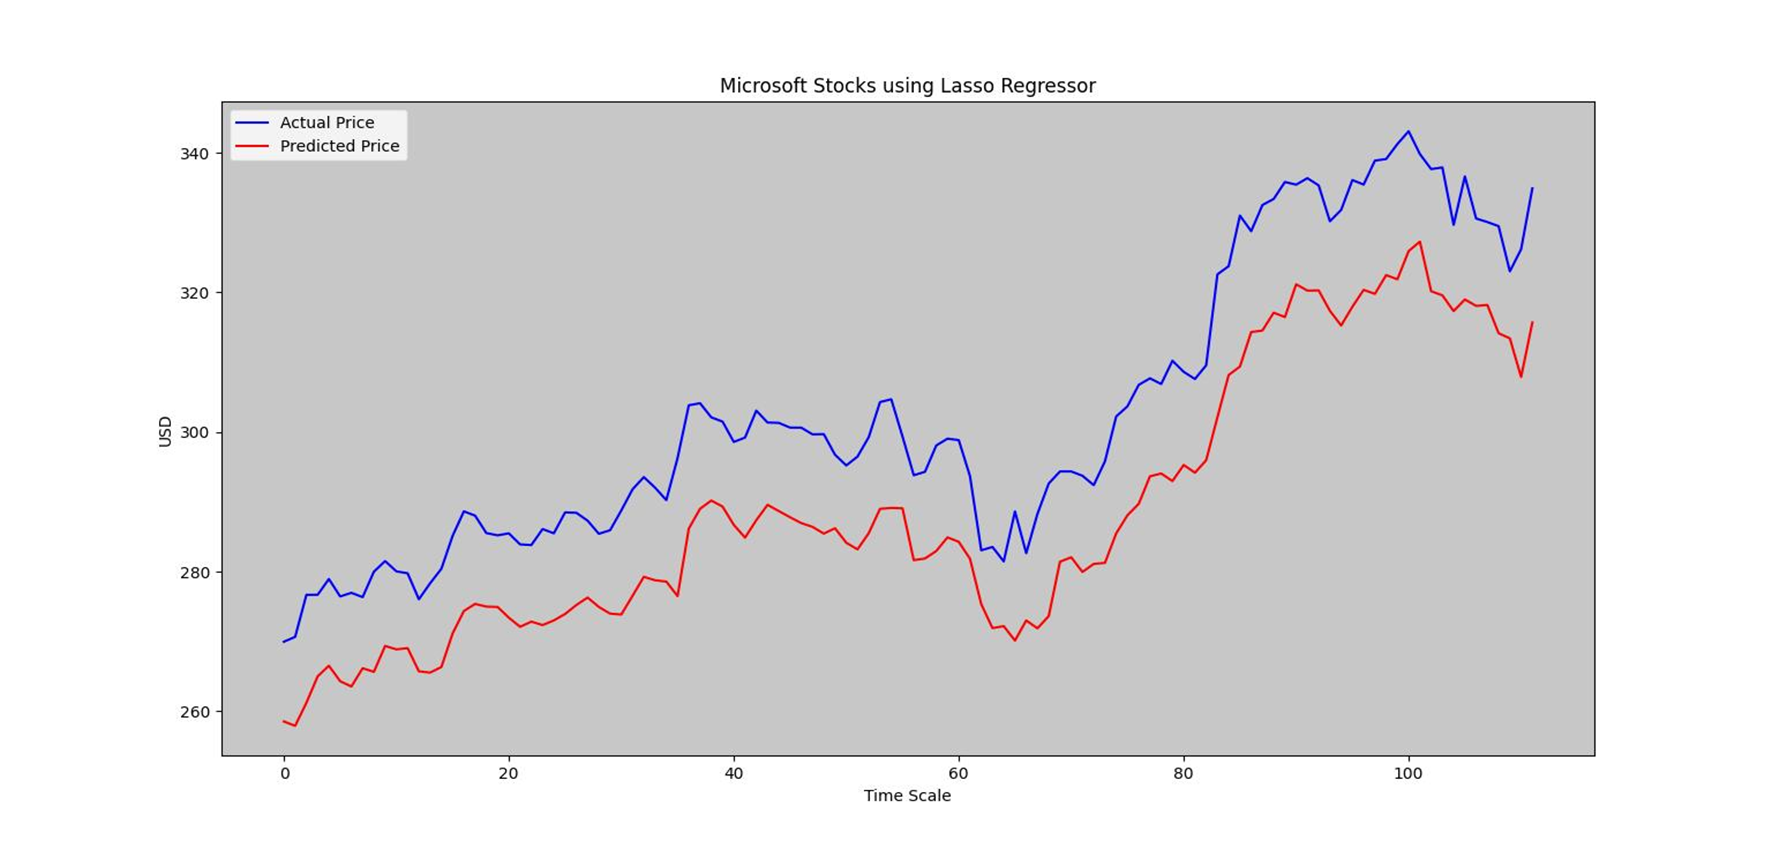 Microsoft Stocks using Lasso Regressor
Actual Price
Predicted Price
340
320
300
280
260
USD
0 20 40 60 80 100
Time Scale